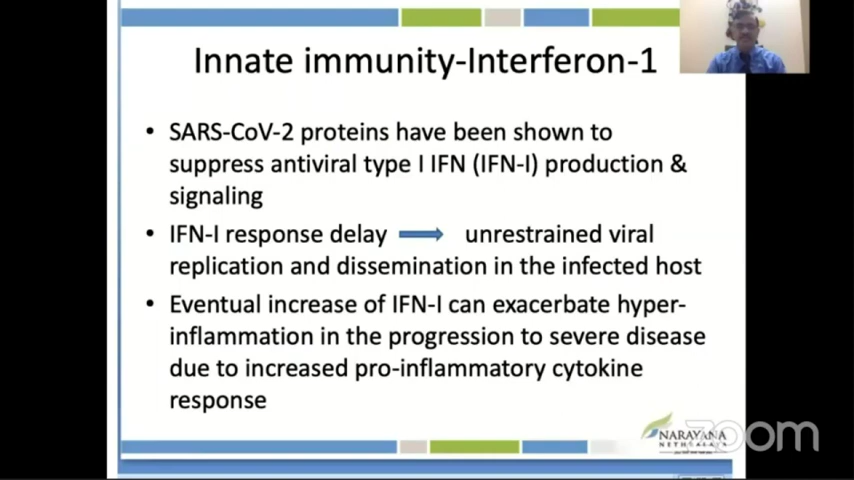 Innate immunity-Interferon-1
• SARS-CoV-2 proteins have been shown to
suppress antiviral type I IFN (IFN-I) production &
signaling
• IFN-I response delay → unrestrained viral
replication and dissemination in the infected host
• Eventual increase of IFN-I can exacerbate hyper-
inflammation in the progression to severe disease
due to increased pro-inflammatory cytokine
response
NARAYANA
NETHRALAYA
zoom